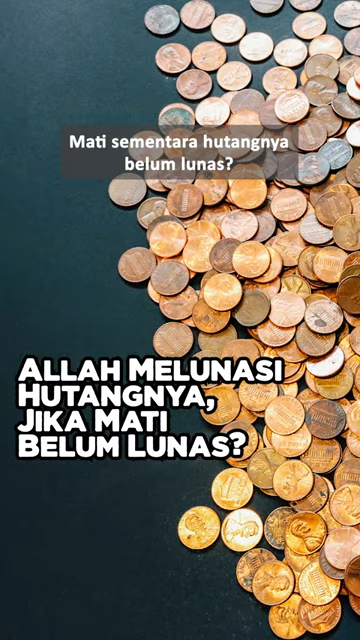 Mati sementara hutangnya
belum lunas?
ALLAH MELUNASI
HUTANGNYA,
JIKA MATI
BELUM LUNAS?